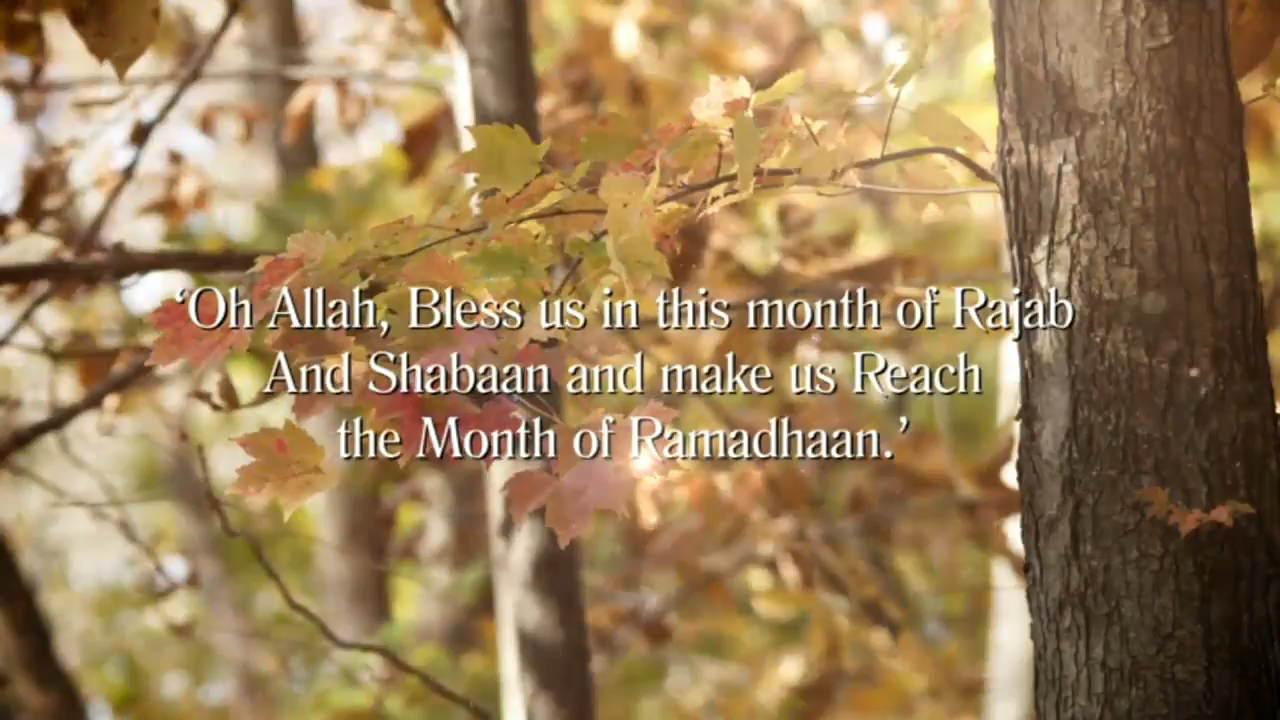 ‘Oh Allah, Bless us in this month of Rajab
And Shabaan and make us Reach
the Month of Ramadhaan.’